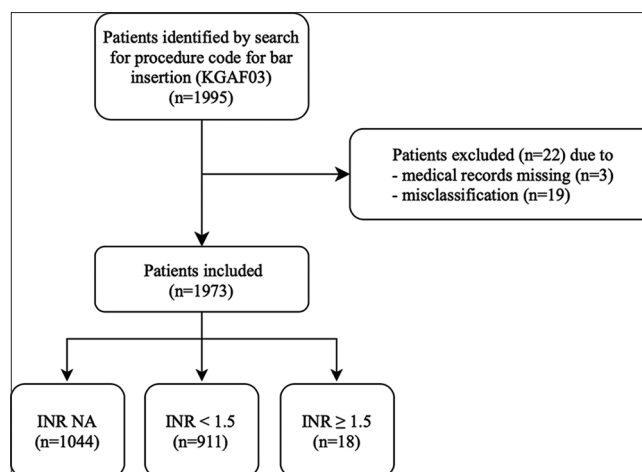 Patients identified by search
for procedure code for bar
insertion (KGAF03)
(n=1995)
Patients excluded (n=22) due to
- medical records missing (n=3)
- misclassification (n=19)
Patients included
(n=1973)
INR NA
(n=1044)
INR < 1.5
(n=911)
INR ≥ 1.5
(n=18)